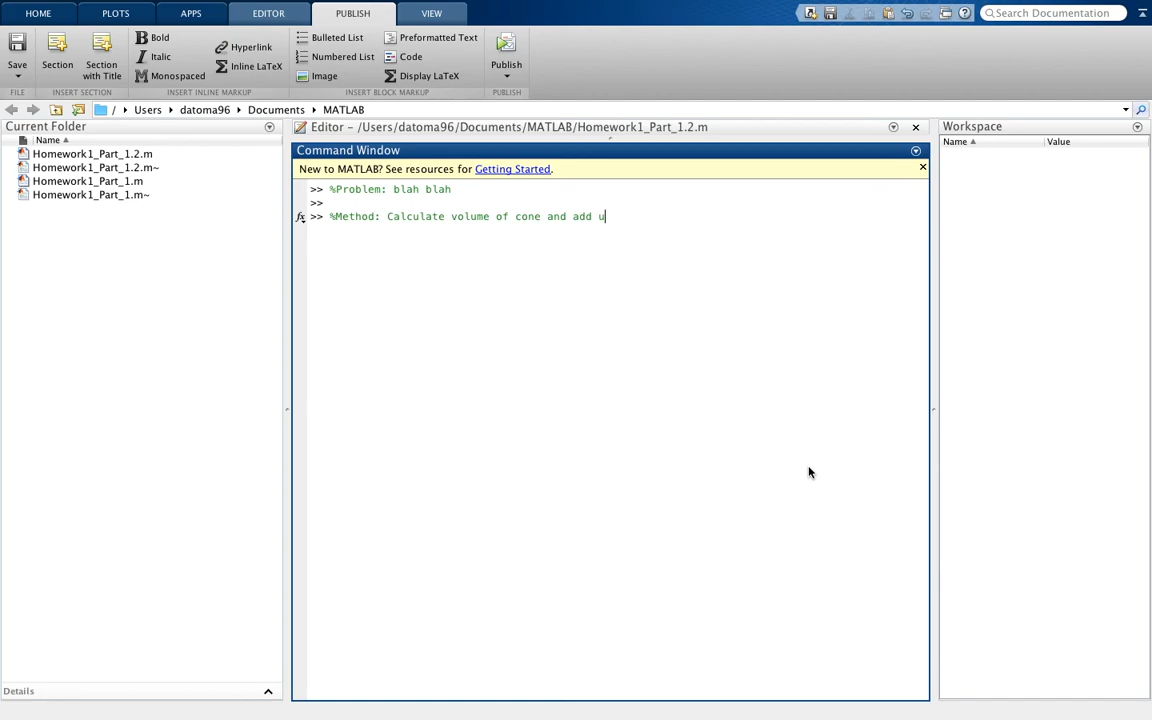 HOME PLOTS APPS EDITOR PUBLISH VIEW Search Documentation
Bold Hyperlink Bulleted List Preformatted Text
Italic Inline LaTeX Numbered List Code
Save Section Section with Title Monospaced Image Display LaTeX Publish
FILE INSERT SECTION INSERT INLINE MARKUP INSERT BLOCK MARKUP PUBLISH
/ Users datoma96 Documents MATLAB
Current Folder
Name
Homework1_Part_1.2.m
Homework1_Part_1.2.m~
Homework1_Part_1.m
Homework1_Part_1.m~
Details
Editor – /Users/datoma96/Documents/MATLAB/Homework1_Part_1.2.m
Command Window
New to MATLAB? See resources for Getting Started.
>> %Problem: blah blah
>>
fx >> %Method: Calculate volume of cone and add u
Workspace
Name Value